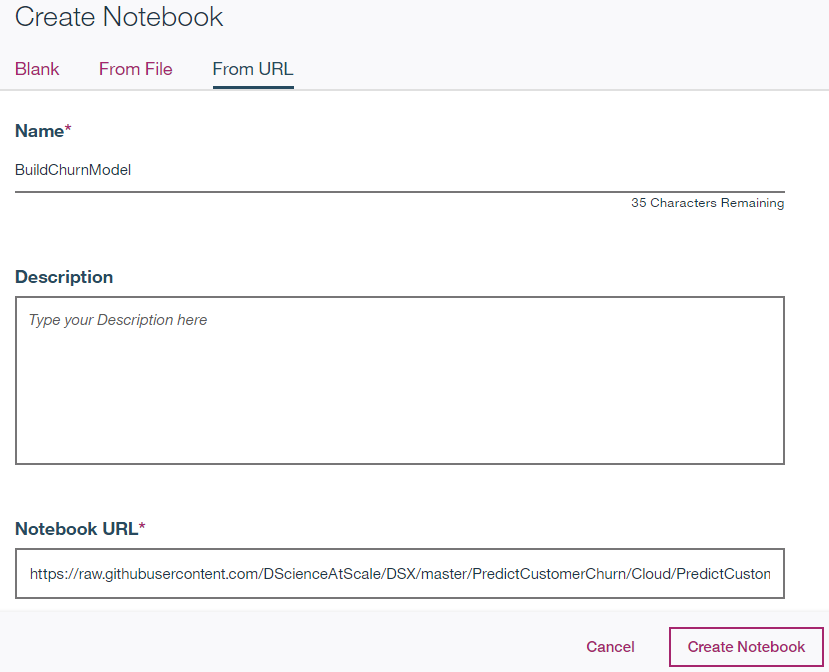 Create Notebook
Blank From File From URL
Name*
BuildChurnModel
35 Characters Remaining
Description
Type your Description here
Notebook URL*
https://raw.githubusercontent.com/DScienceAtScale/DSX/master/PredictCustomerChurn/Cloud/PredictCuston
Cancel Create Notebook